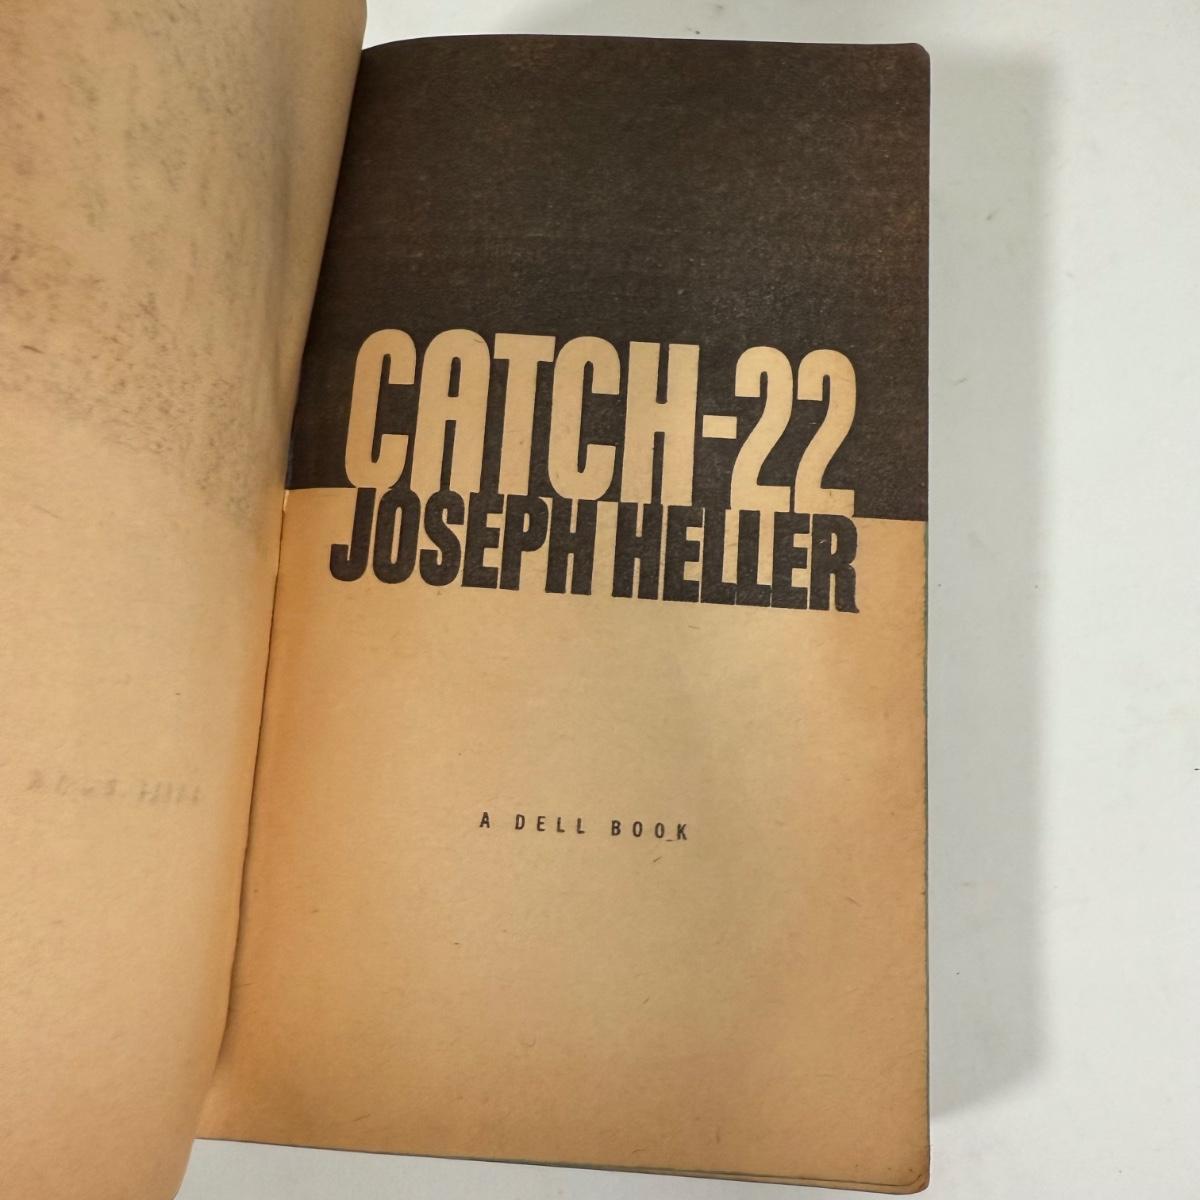 CATCH-22
JOSEPH HELLER
A DELL BOOK